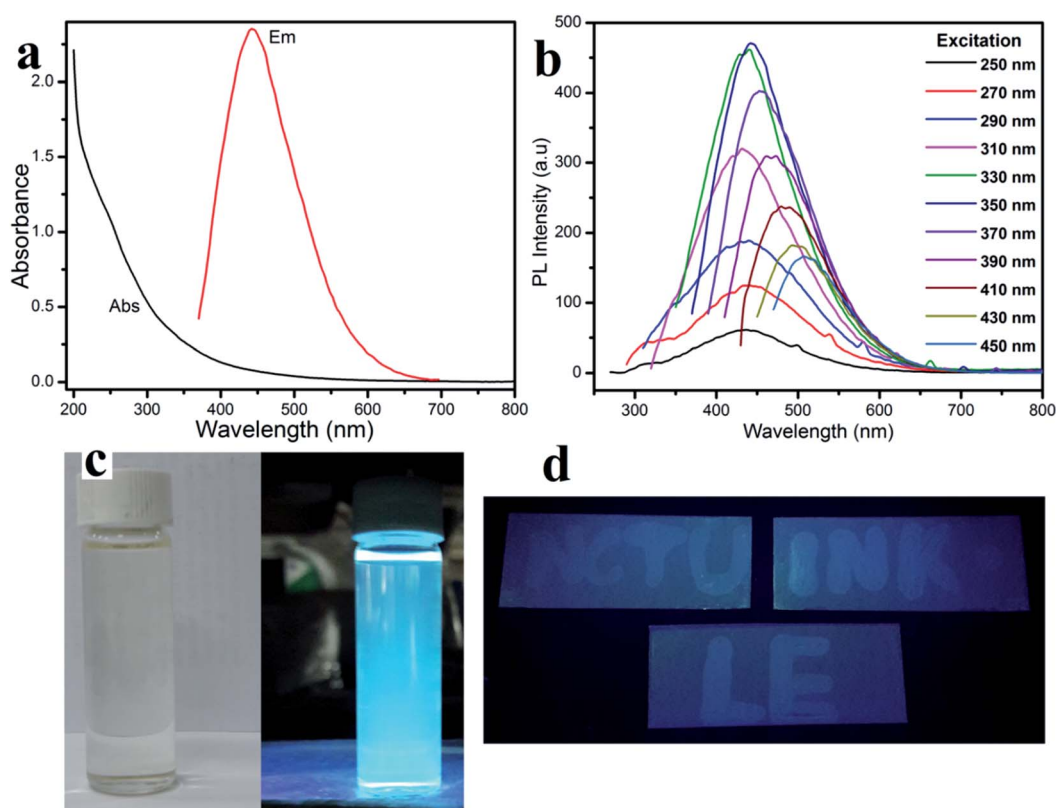 a
2.0
1.5
1.0
0.5
0.0
Absorbance
Em
Abs
200 300 400 500 600 700 800
Wavelength (nm)
b
500
400
300
200
100
0
PL Intensity (a.u)
Excitation
250 nm
270 nm
290 nm
310 nm
330 nm
350 nm
370 nm
390 nm
410 nm
430 nm
450 nm
300 400 500 600 700 800
Wavelength (nm)
c
d
NCTU INK
LE